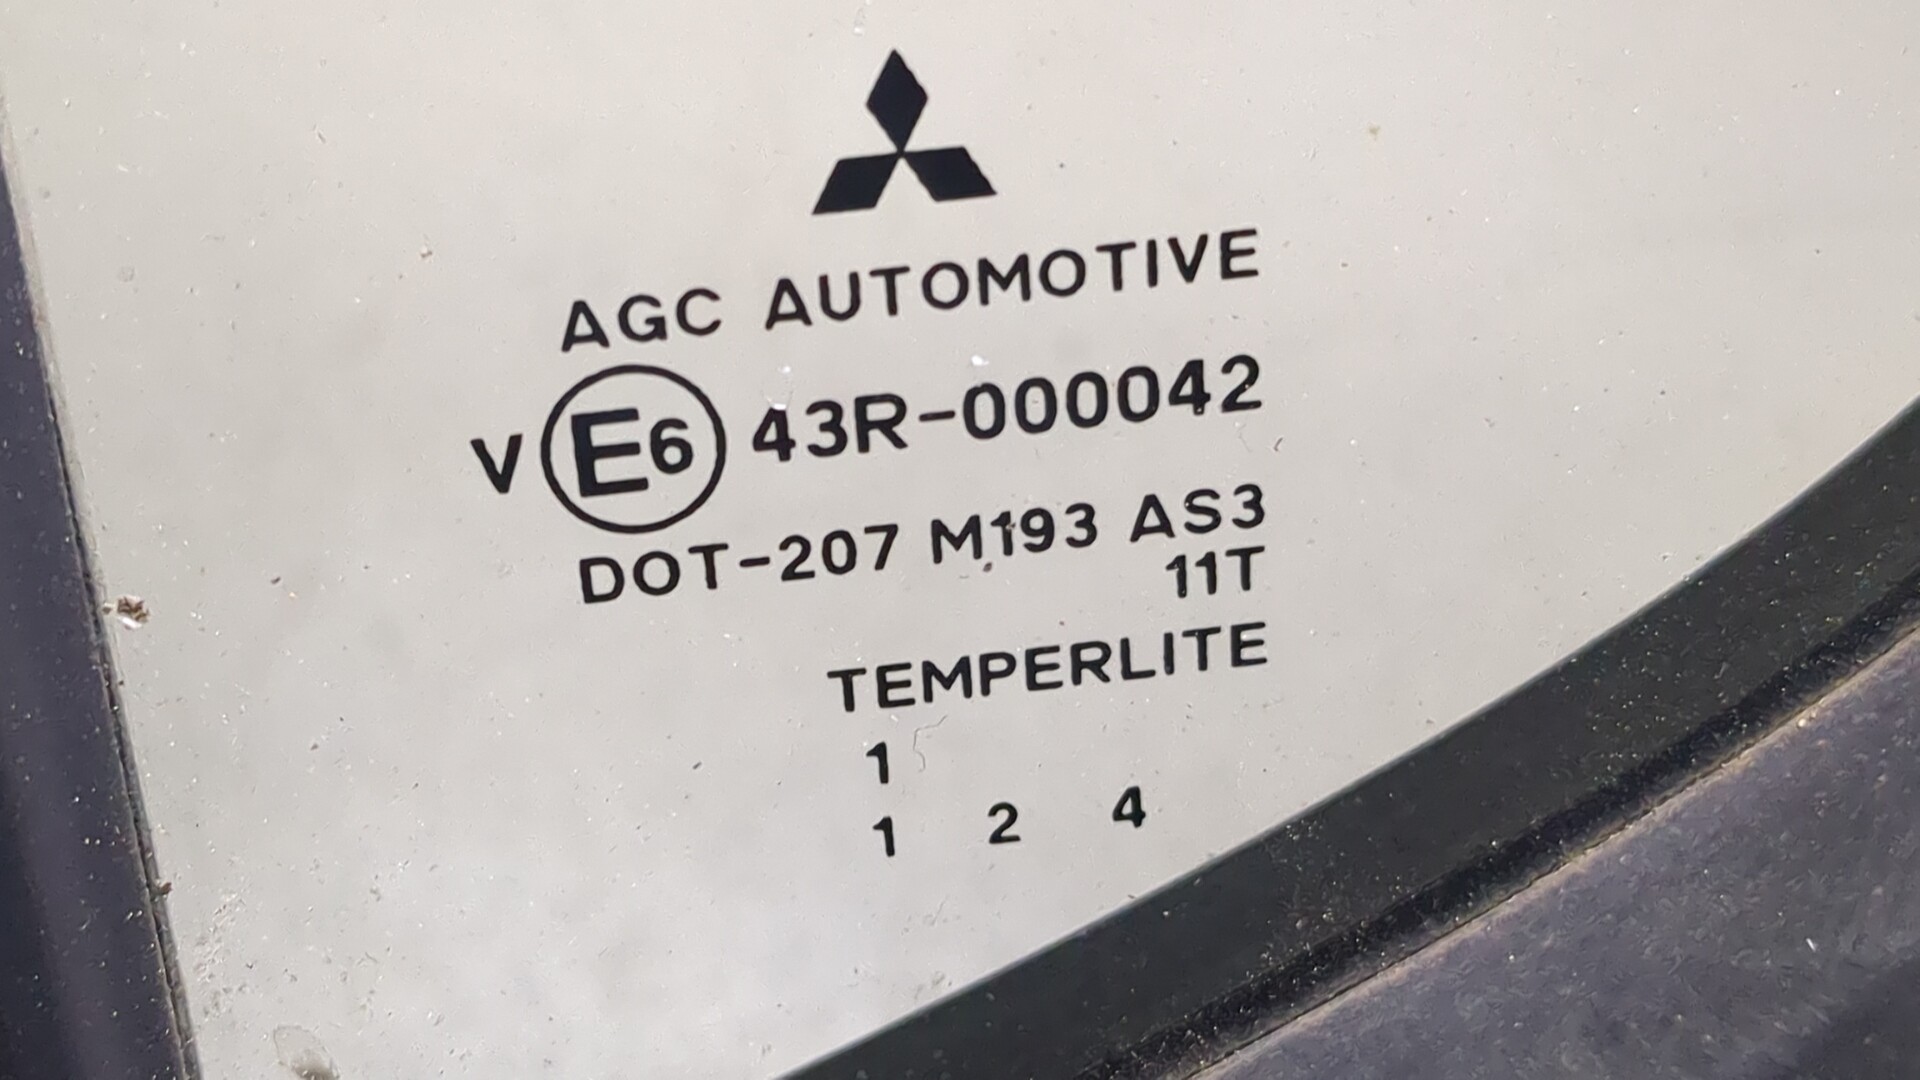 AGC AUTOMOTIVE
V E6 43R-000042
DOT-207 M193 AS3
11T
TEMPERLITE
1
1 2 4